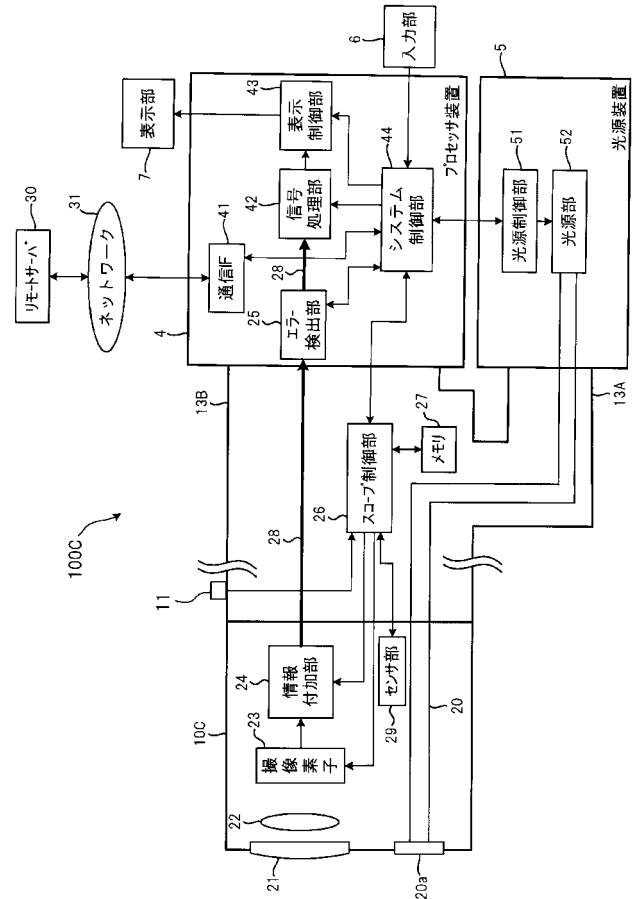 100C
リモートサーバ
30
ネットワーク
31
表示部
7
4
通信IF
41
エラー
検出部
25
28
信号
処理部
42
表示
制御部
43
システム
制御部
44
プロセッサ装置
入力部
6
5
光源制御部
51
光源部
52
光源装置
13B
13A
スコープ制御部
26
メモリ
27
28
11
10C
撮像素子
23
情報
付加部
24
センサ部
29
20
22
21
20a